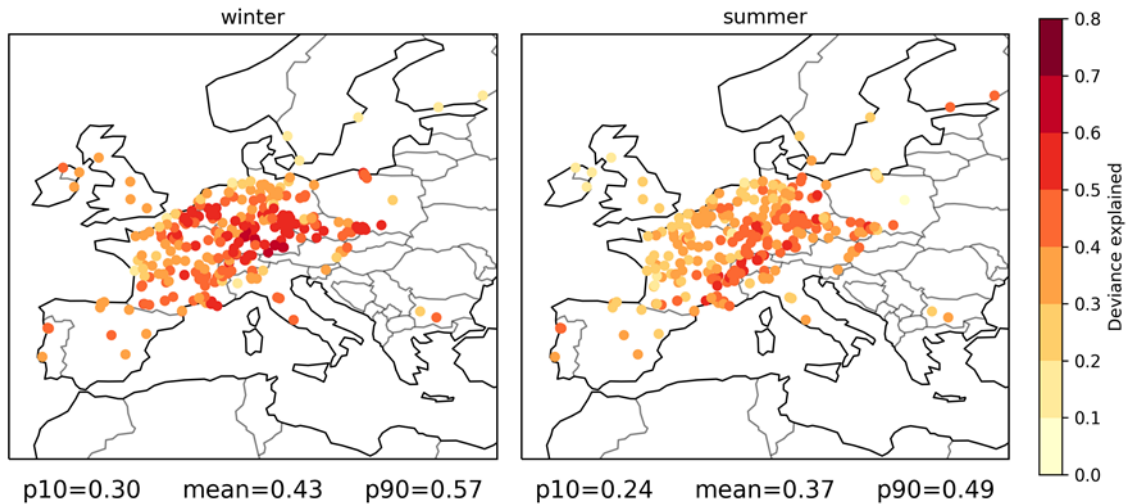 winter
summer
0.8
0.7
0.6
0.5
0.4
0.3
0.2
0.1
0.0
Deviance explained
p10=0.30 mean=0.43 p90=0.57
p10=0.24 mean=0.37 p90=0.49